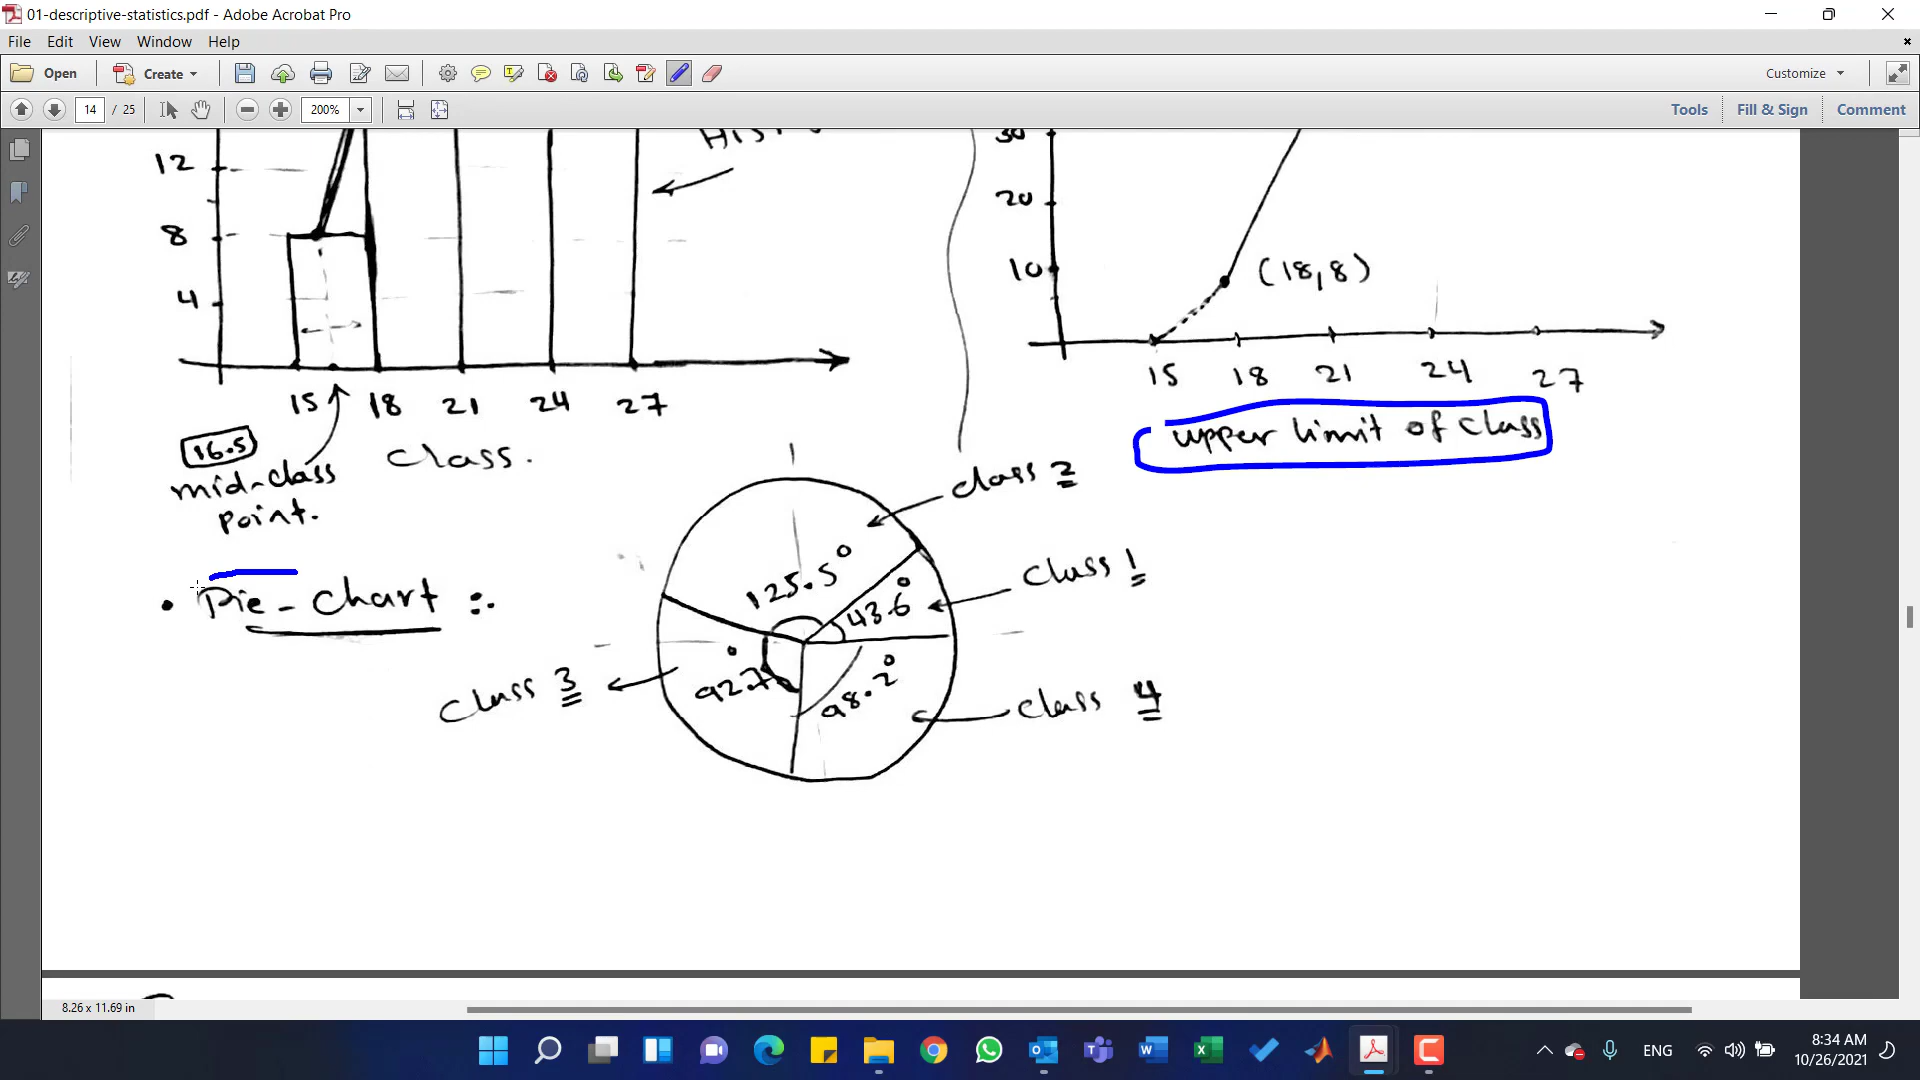 01-descriptive-statistics.pdf - Adobe Acrobat Pro
File Edit View Window Help
Open Create Customize
14 / 25 200% Tools Fill & Sign Comment
12
8
4
15 18 21 24 27
16.5
mid-class
point.
class.
30
20
10
(18,8)
15 18 21 24 27
upper limit of class
• Pie-chart :.
class 2
125.5°
class 1
43.6°
class 3
92.7°
98.2°
class 4
8.26 x 11.69 in
ENG
8:34 AM
10/26/2021